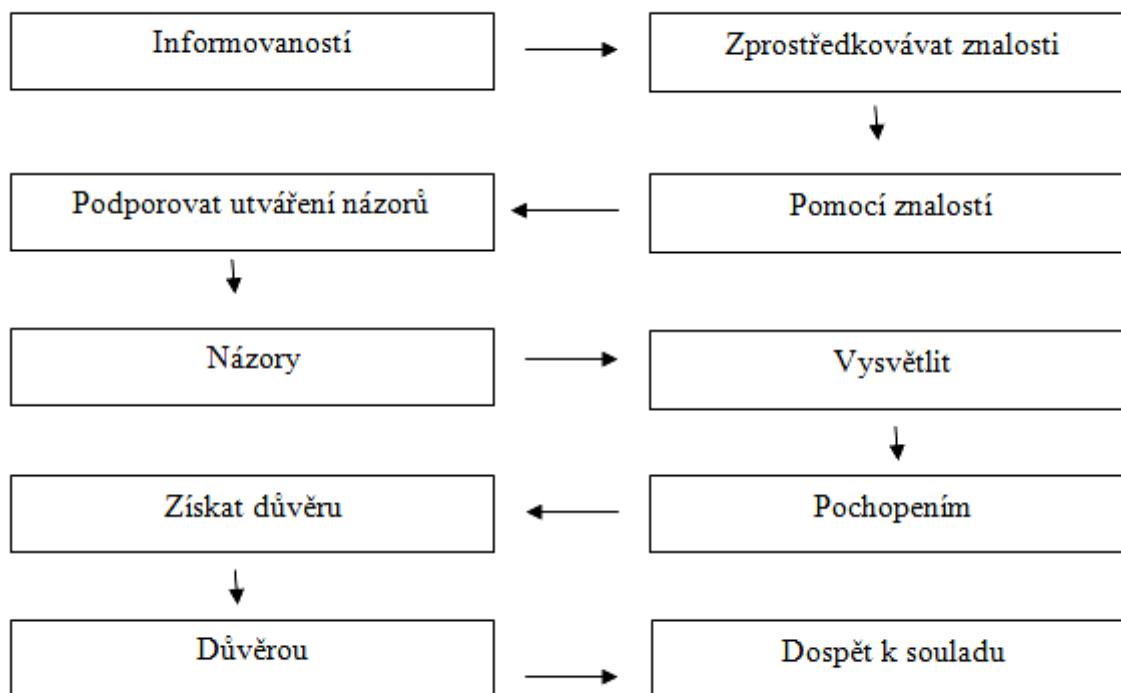 Informovaností
Zprostředkovávat znalosti
Podporovat utváření názorů
Pomocí znalostí
Názory
Vysvětlit
Získat důvěru
Pochopením
Důvěrou
Dospět k souladu